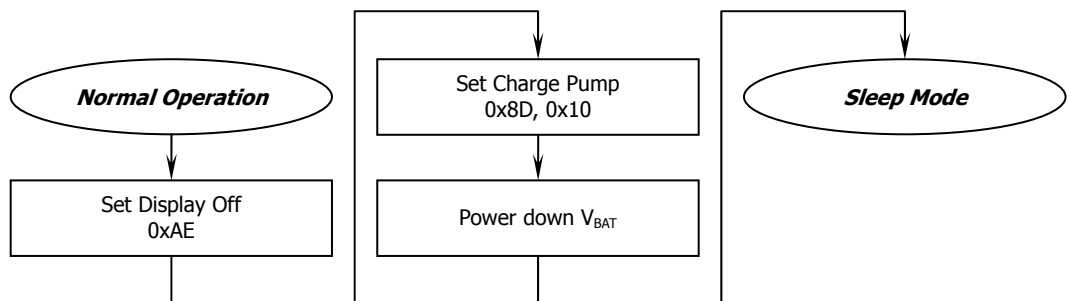 Normal Operation
Set Display Off
0xAE
Set Charge Pump
0x8D, 0x10
Power down VBAT
Sleep Mode